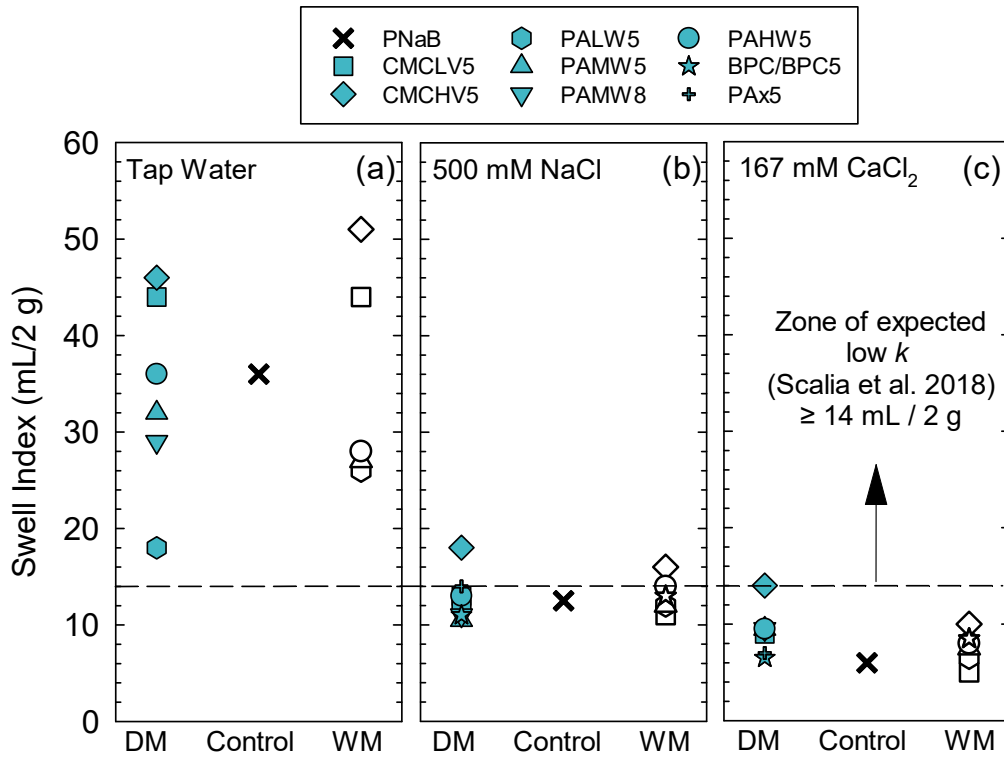 PNaB PALW5 PAHW5
CMCLV5 PAMW5 BPC/BPC5
CMCHV5 PAMW8 PAx5
Swell Index (mL/2 g)
60
50
40
30
20
10
0
Tap Water (a)
500 mM NaCl (b)
167 mM CaCl₂ (c)
Zone of expected
low k
(Scalia et al. 2018)
≥ 14 mL / 2 g
DM Control WM DM Control WM DM Control WM